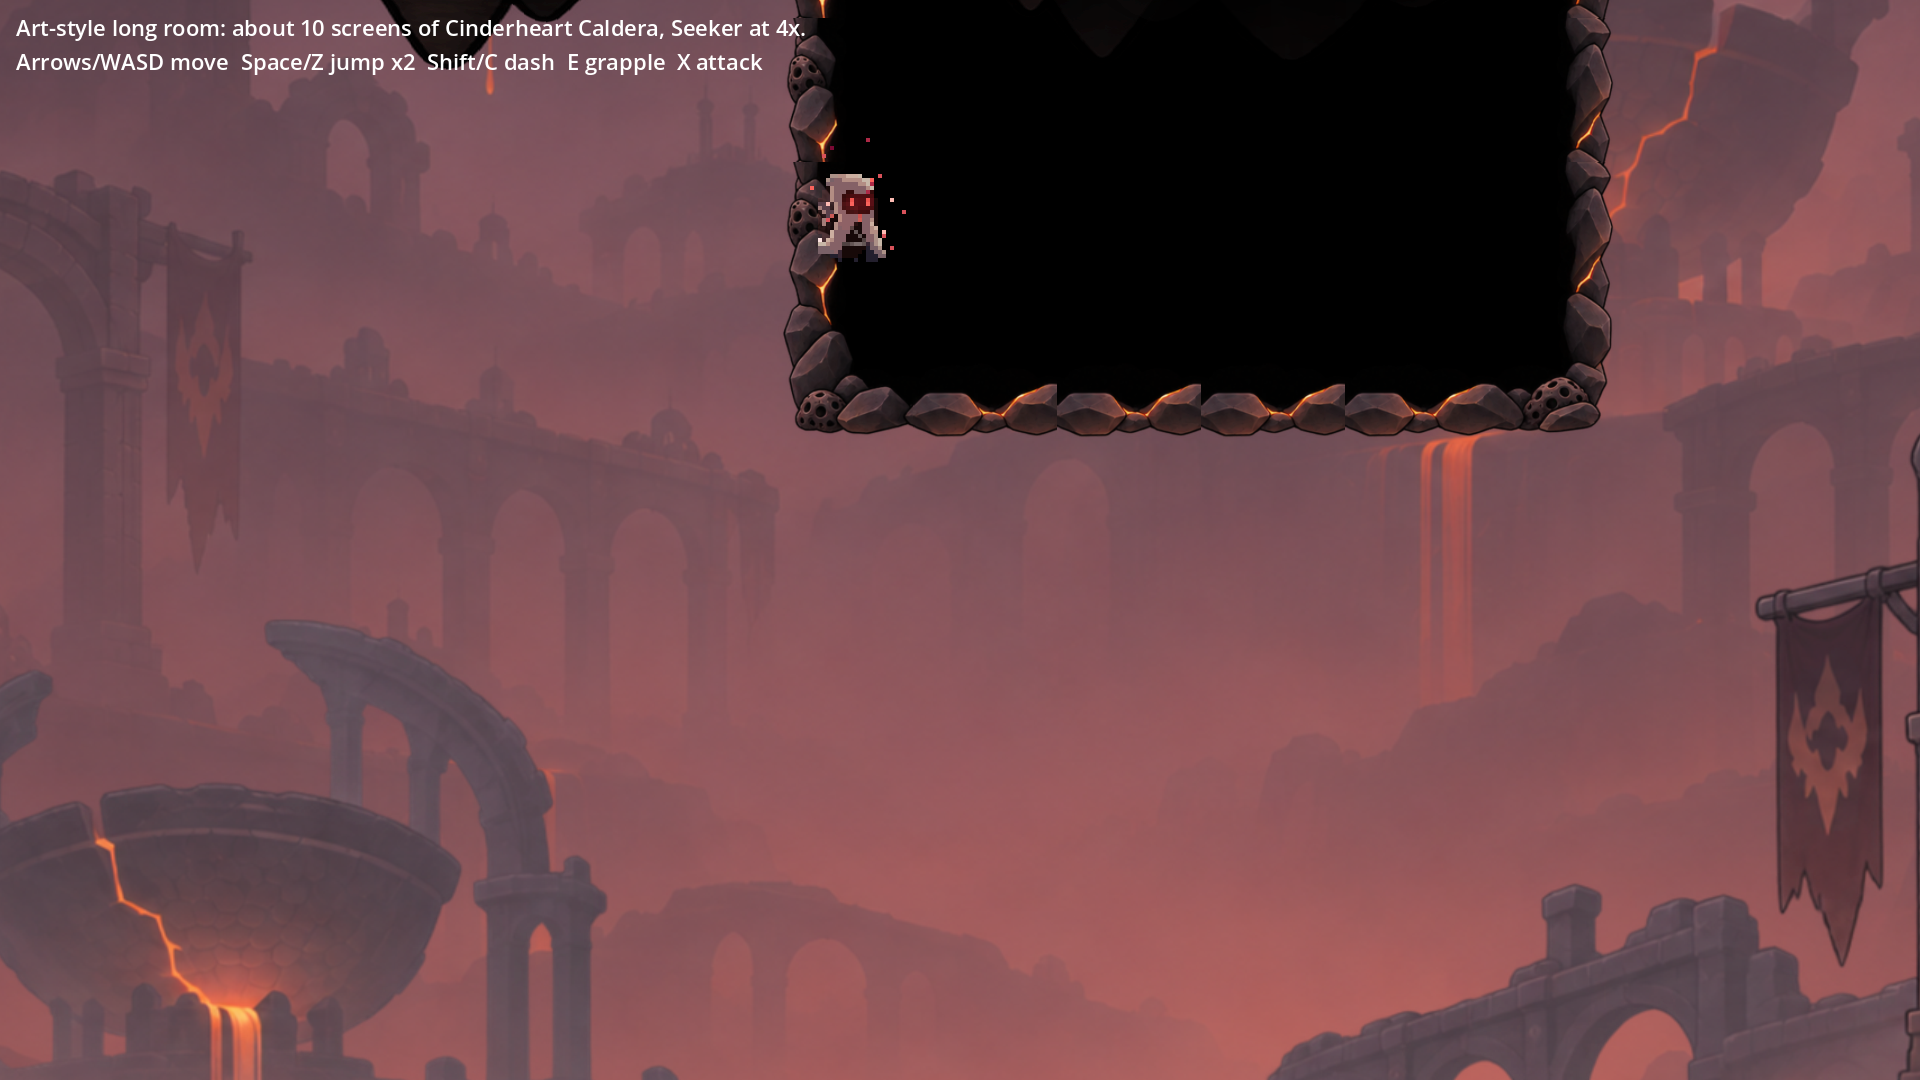 Art-style long room: about 10 screens of Cinderheart Caldera, Seeker at 4x.
Arrows/WASD move  Space/Z jump x2  Shift/C dash  E grapple  X attack